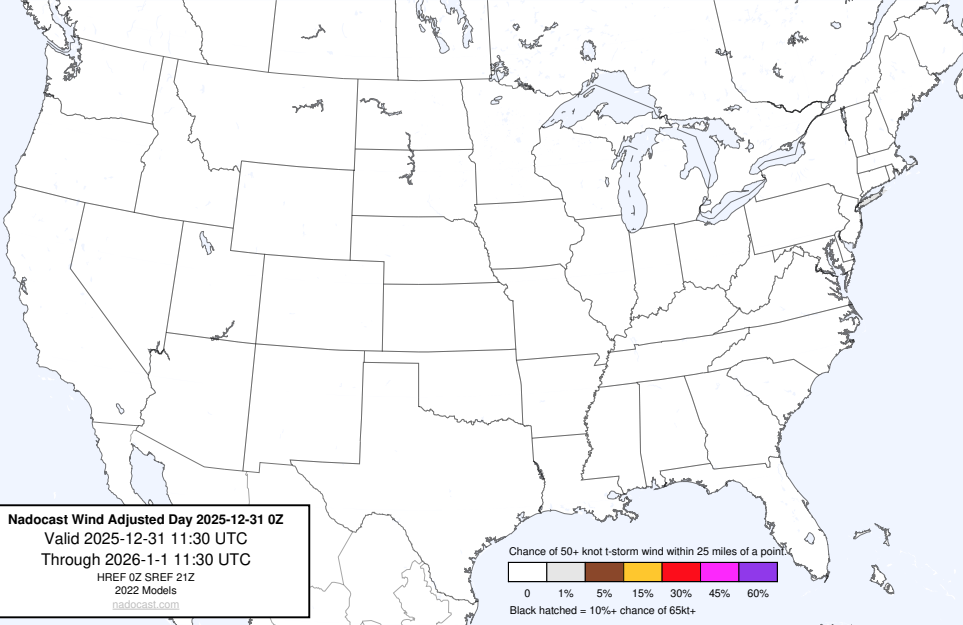 Nadocast Wind Adjusted Day 2025-12-31 0Z
Valid 2025-12-31 11:30 UTC
Through 2026-1-1 11:30 UTC
HREF 0Z SREF 21Z
2022 Models
nadocast.com
Chance of 50+ knot t-storm wind within 25 miles of a point.
0 1% 5% 15% 30% 45% 60%
Black hatched = 10%+ chance of 65kt+